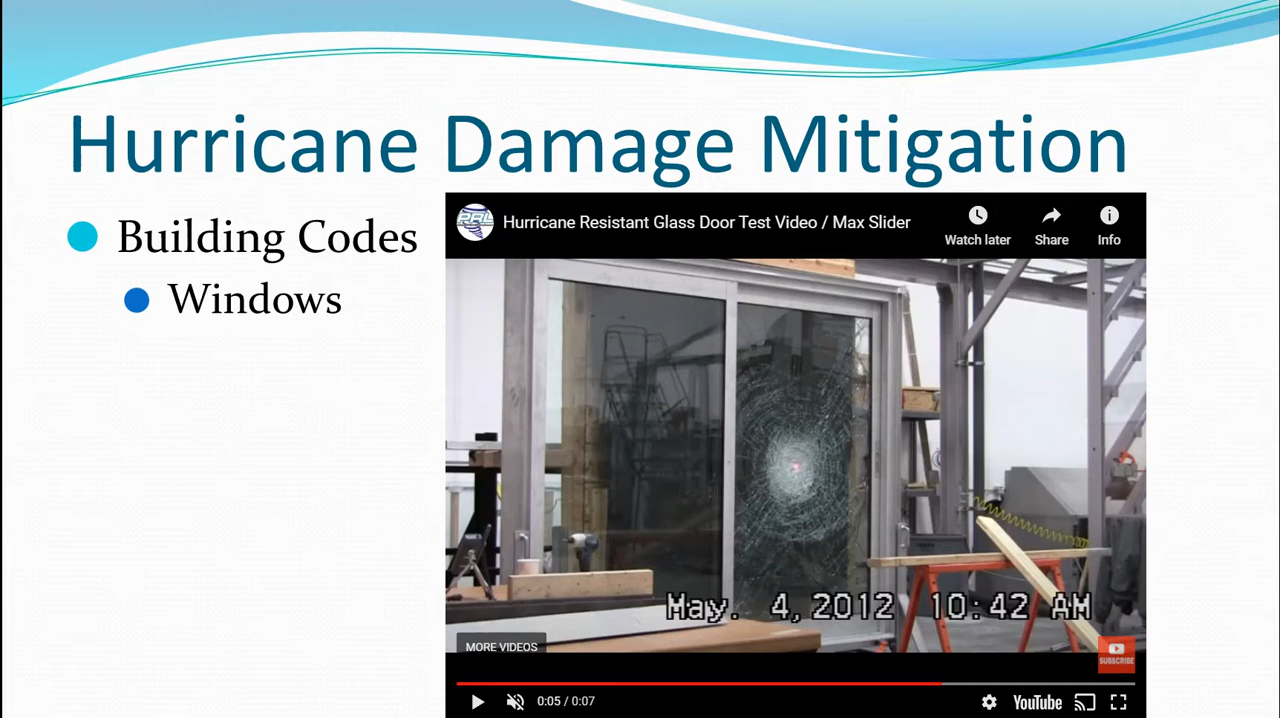 Hurricane Damage Mitigation
Building Codes
Windows
PRL
Hurricane Resistant Glass Door Test Video / Max Slider
Watch later
Share
Info
May. 4,2012 10:42 AM
MORE VIDEOS
SUBSCRIBE
0:05 / 0:07
YouTube